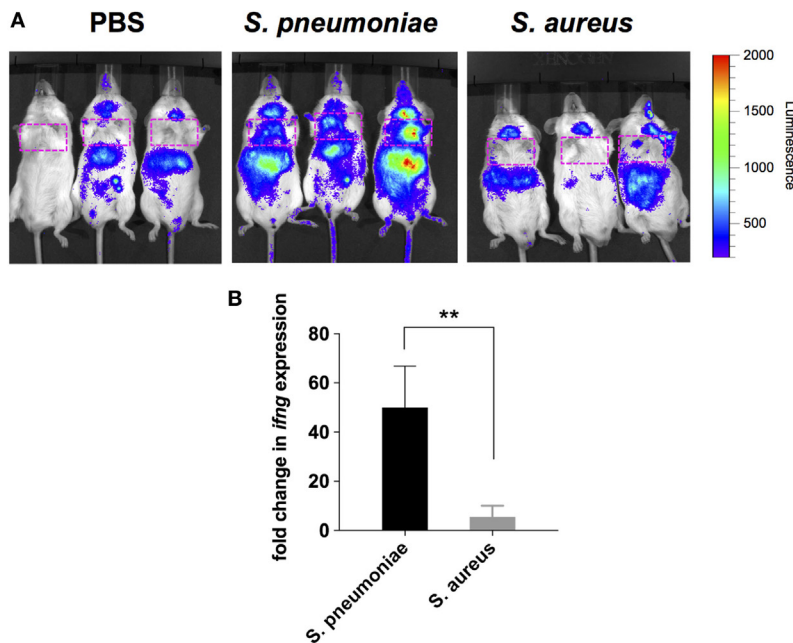 A
PBS
S. pneumoniae
S. aureus
XENOGEN
2000
1500
1000
500
Luminescence
B
fold change in ifng expression
80
60
40
20
0
**
S. pneumoniae
S. aureus